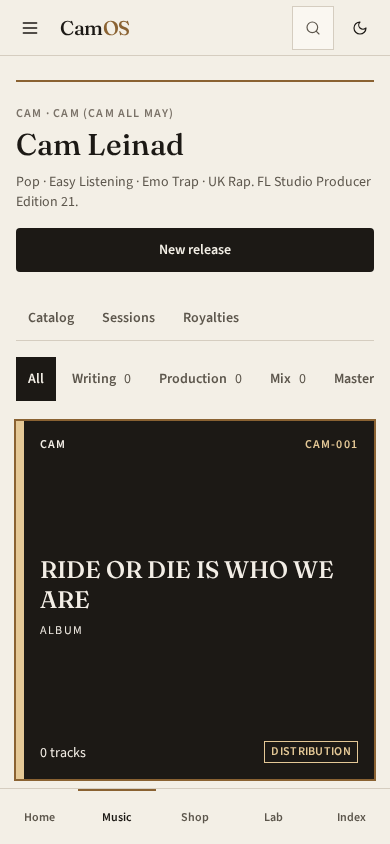 CamOS
CAM · CAM (CAM ALL MAY)
Cam Leinad
Pop · Easy Listening · Emo Trap · UK Rap. FL Studio Producer
Edition 21.
New release
Catalog Sessions Royalties
All Writing 0 Production 0 Mix 0 Master
CAM CAM-001
RIDE OR DIE IS WHO WE
ARE
ALBUM
0 tracks DISTRIBUTION
Home Music Shop Lab Index